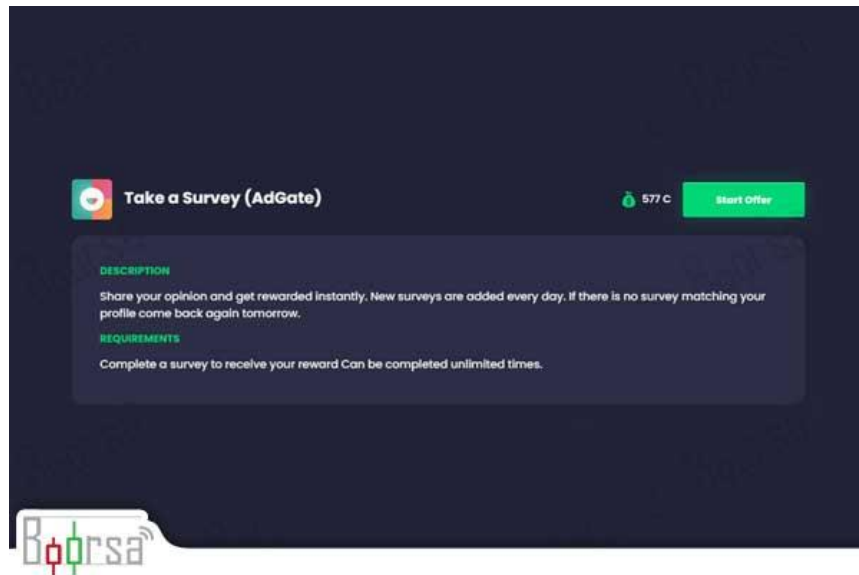 Take a Survey (AdGate)
577 C
Start Offer
DESCRIPTION
Share your opinion and get rewarded instantly. New surveys are added every day. If there is no survey matching your
profile come back again tomorrow.
REQUIREMENTS
Complete a survey to receive your reward Can be completed unlimited times.
Boorsa